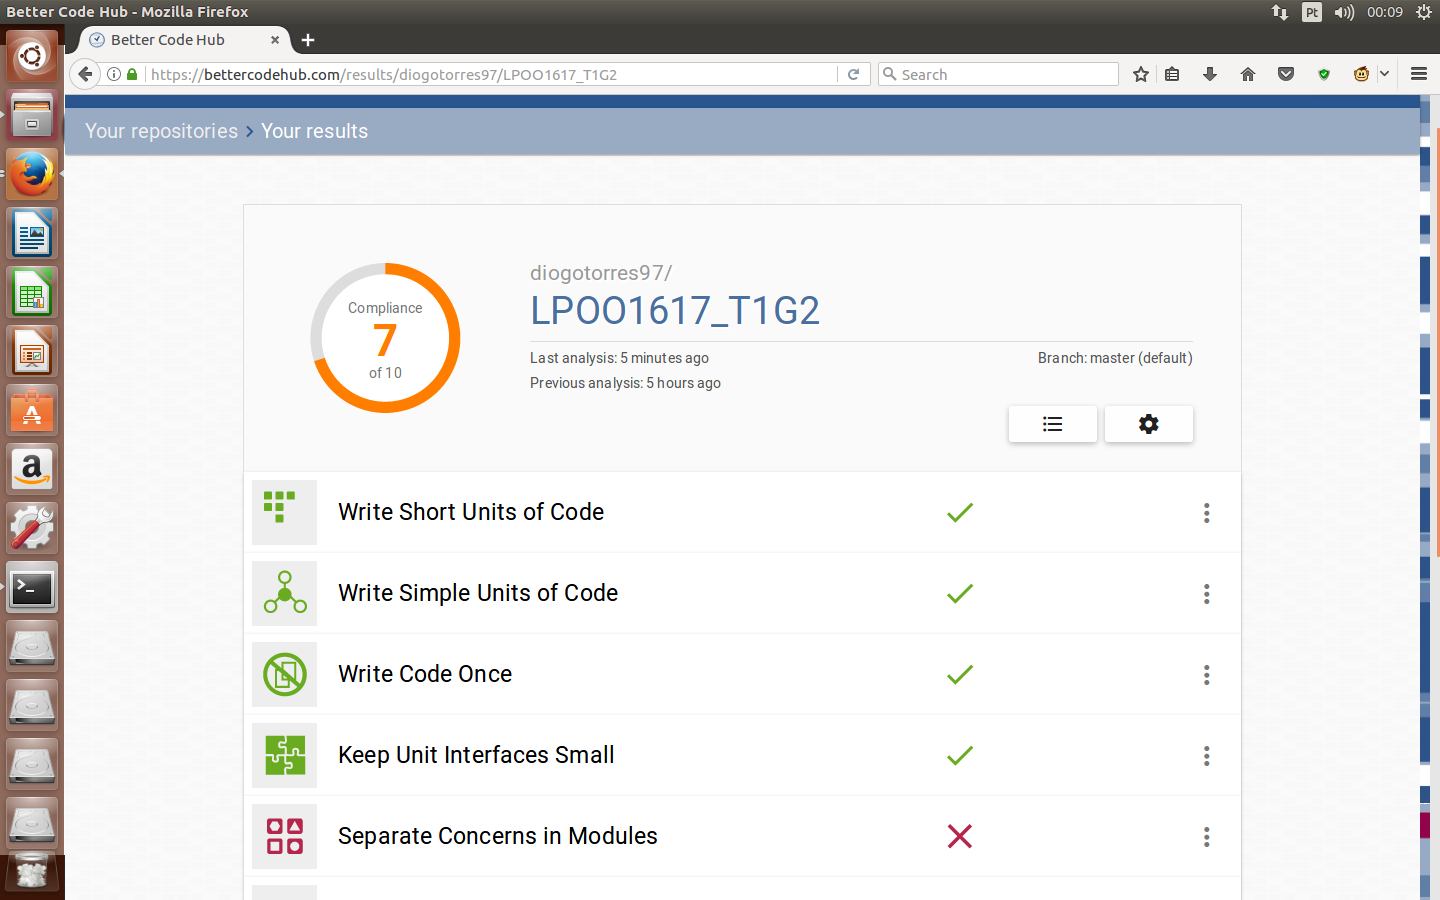 Better Code Hub - Mozilla Firefox
Pt
00:09
Better Code Hub
https://bettercodehub.com/results/diogotorres97/LPOO1617_T1G2
Search
Your repositories
Your results
Compliance
7
of 10
diogotorres97/
LPOO1617_T1G2
Last analysis: 5 minutes ago
Branch: master (default)
Previous analysis: 5 hours ago
Write Short Units of Code
Write Simple Units of Code
Write Code Once
Keep Unit Interfaces Small
Separate Concerns in Modules